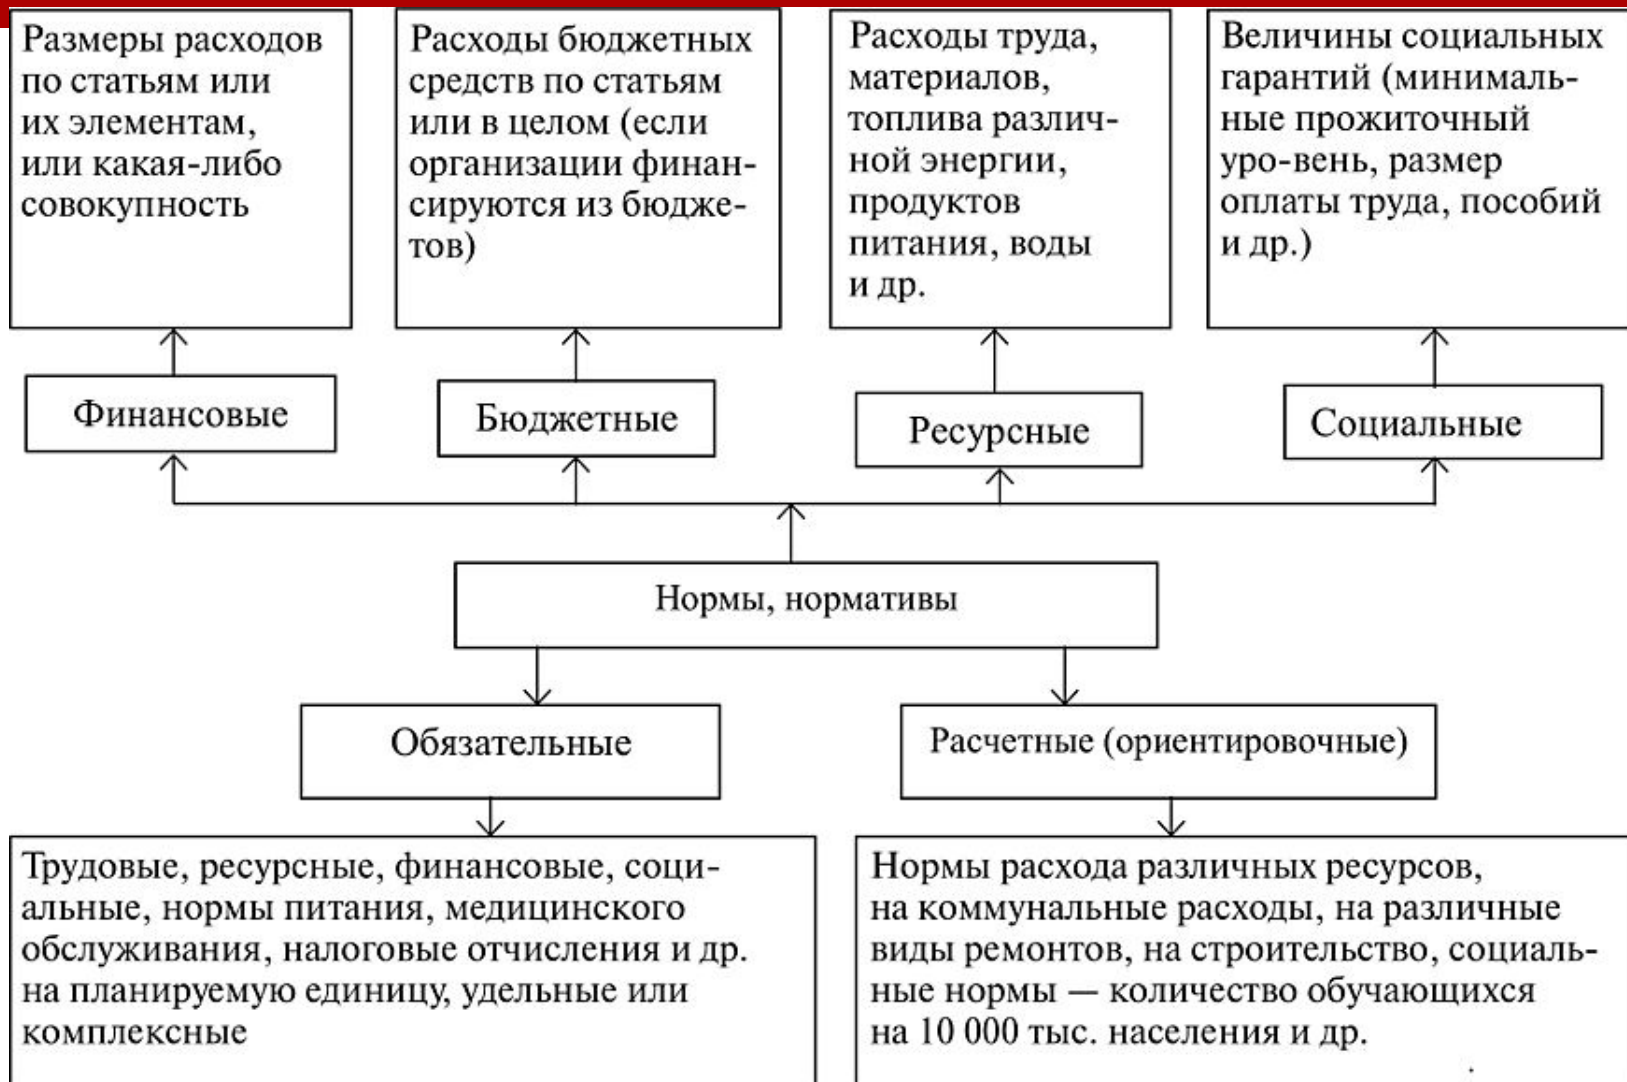 Размеры расходов
по статьям или
их элементам,
или какая-либо
совокупность
Расходы бюджетных
средств по статьям
или в целом (если
организации финан-
сируются из бюдже-
тов)
Расходы труда,
материалов,
топлива различ-
ной энергии,
продуктов
питания, воды
и др.
Величины социальных
гарантий (минималь-
ные прожиточный
уро-вень, размер
оплаты труда, пособий
и др.)
Финансовые
Бюджетные
Ресурсные
Социальные
Нормы, нормативы
Обязательные
Расчетные (ориентировочные)
Трудовые, ресурсные, финансовые, соци-
альные, нормы питания, медицинского
обслуживания, налоговые отчисления и др.
на планируемую единицу, удельные или
комплексные
Нормы расхода различных ресурсов,
на коммунальные расходы, на различные
виды ремонтов, на строительство, социаль-
ные нормы — количество обучающихся
на 10 000 тыс. населения и др.